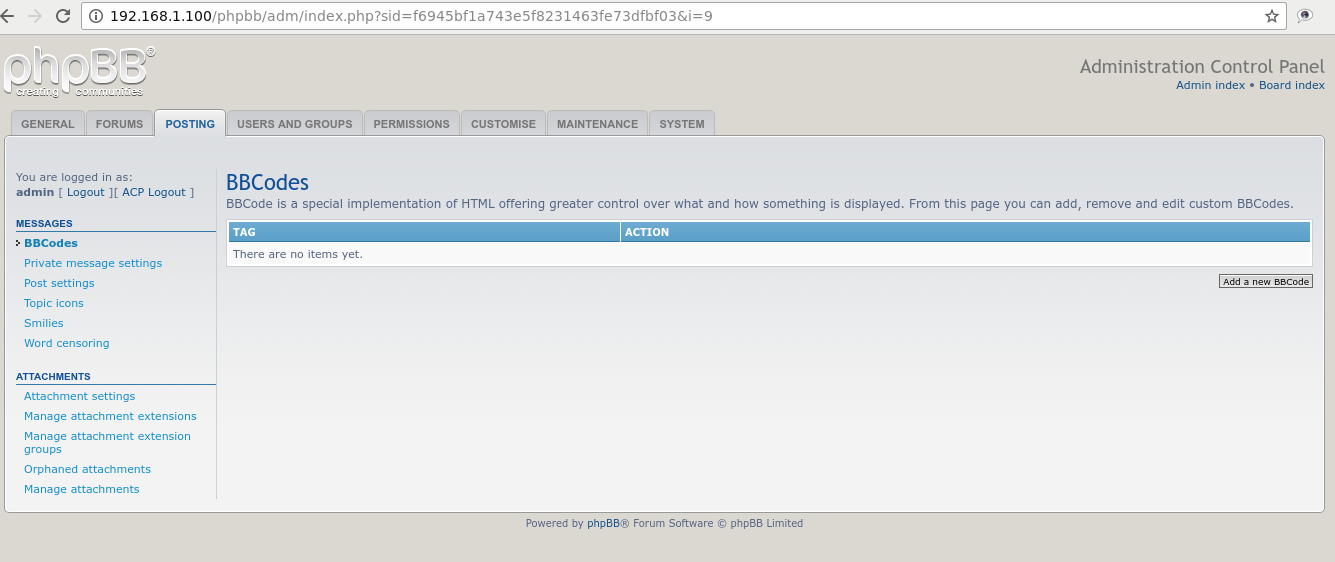 192.168.1.100/phpbb/adm/index.php?sid=f6945bf1a743e5f8231463fe73dfbf03&i=9
phpBB®
creating communities
Administration Control Panel
Admin index • Board index
GENERAL FORUMS POSTING USERS AND GROUPS PERMISSIONS CUSTOMISE MAINTENANCE SYSTEM
You are logged in as:
admin [ Logout ][ ACP Logout ]
MESSAGES
BBCodes
Private message settings
Post settings
Topic icons
Smilies
Word censoring
ATTACHMENTS
Attachment settings
Manage attachment extensions
Manage attachment extension
groups
Orphaned attachments
Manage attachments
BBCodes
BBCode is a special implementation of HTML offering greater control over what and how something is displayed. From this page you can add, remove and edit custom BBCodes.
TAG ACTION
There are no items yet.
Add a new BBCode
Powered by phpBB® Forum Software © phpBB Limited